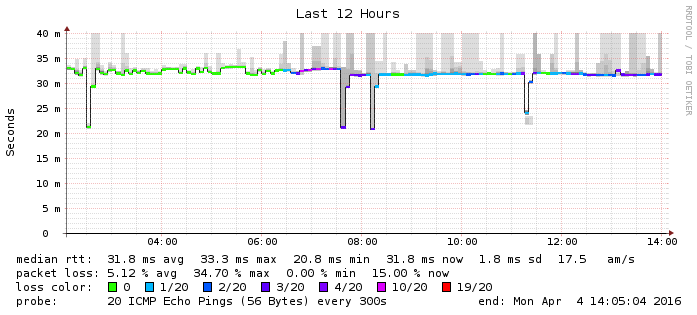 Last 12 Hours
RRDTOOL / TOBI OETIKER
Seconds
40 m
35 m
30 m
25 m
20 m
15 m
10 m
5 m
0
04:00 06:00 08:00 10:00 12:00 14:00
median rtt: 31.8 ms avg 33.3 ms max 20.8 ms min 31.8 ms now 1.8 ms sd 17.5 am/s
packet loss: 5.12 % avg 34.70 % max 0.00 % min 15.00 % now
loss color: 0 1/20 2/20 3/20 4/20 10/20 19/20
probe: 20 ICMP Echo Pings (56 Bytes) every 300s end: Mon Apr 4 14:05:04 2016